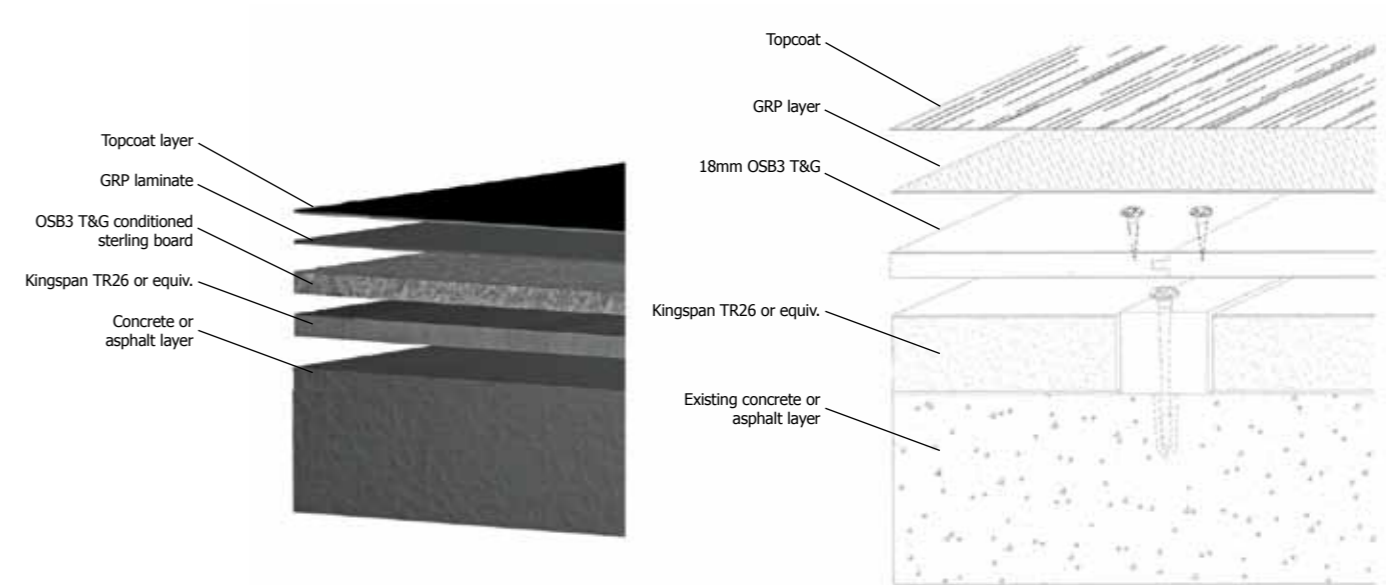 Topcoat layer
GRP laminate
OSB3 T&G conditioned
sterling board
Kingspan TR26 or equiv.
Concrete or
asphalt layer
Topcoat
GRP layer
18mm OSB3 T&G
Kingspan TR26 or equiv.
Existing concrete or
asphalt layer